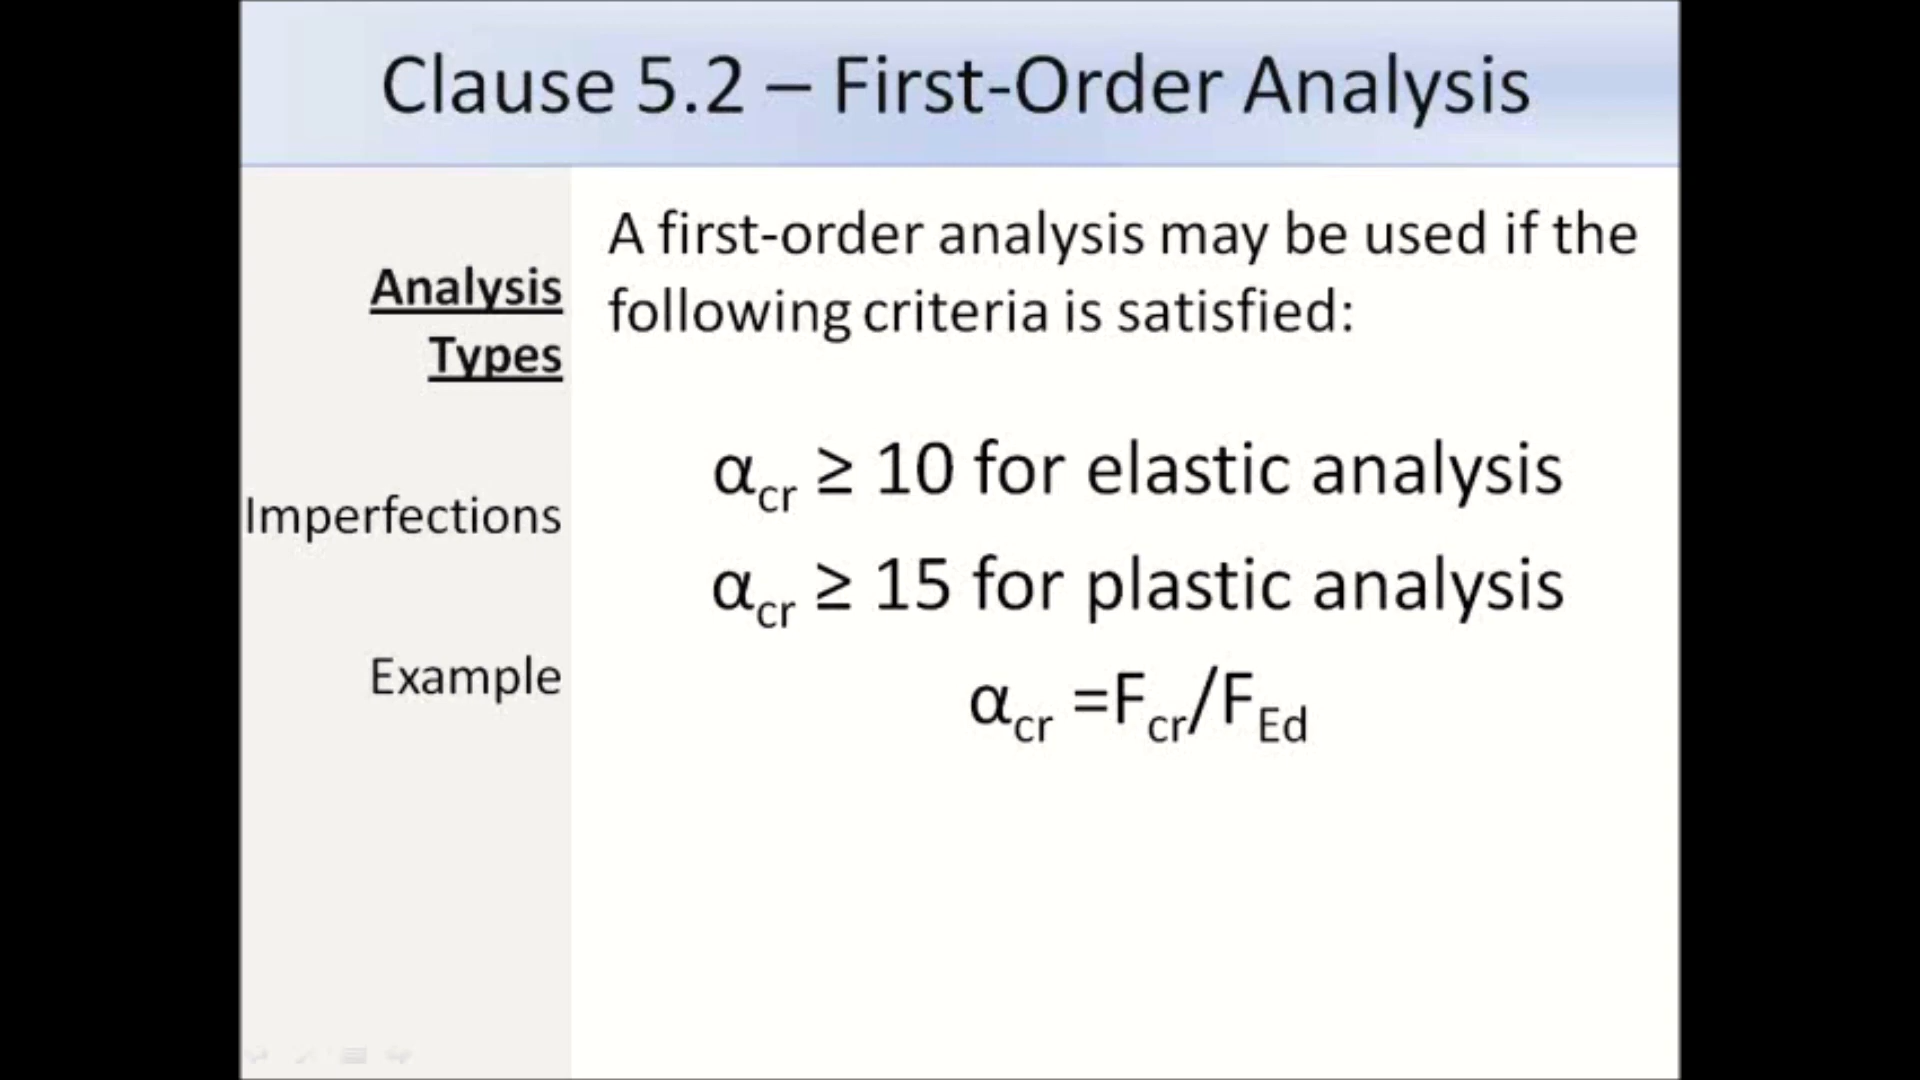 Clause 5.2 – First-Order Analysis
Analysis
Types
Imperfections
Example
A first-order analysis may be used if the
following criteria is satisfied:
αcr ≥ 10 for elastic analysis
αcr ≥ 15 for plastic analysis
αcr =Fcr/FEd